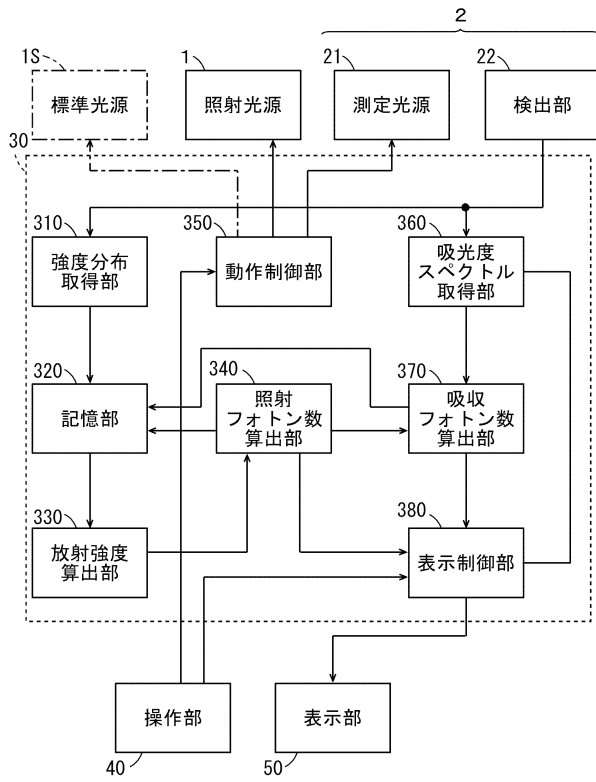 2
1S
1
21
22
標準光源
照射光源
測定光源
検出部
30
310
350
360
強度分布
取得部
動作制御部
吸光度
スペクトル
取得部
320
340
370
記憶部
照射
フォトン数
算出部
吸収
フォトン数
算出部
330
380
放射強度
算出部
表示制御部
操作部
表示部
40
50